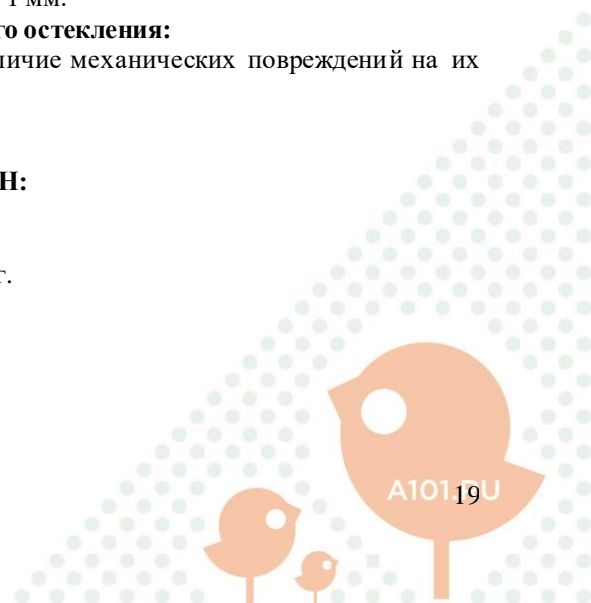 1 мм.
го остекления:
личие механических повреждений на их
Н:
г.
A101.RU
19